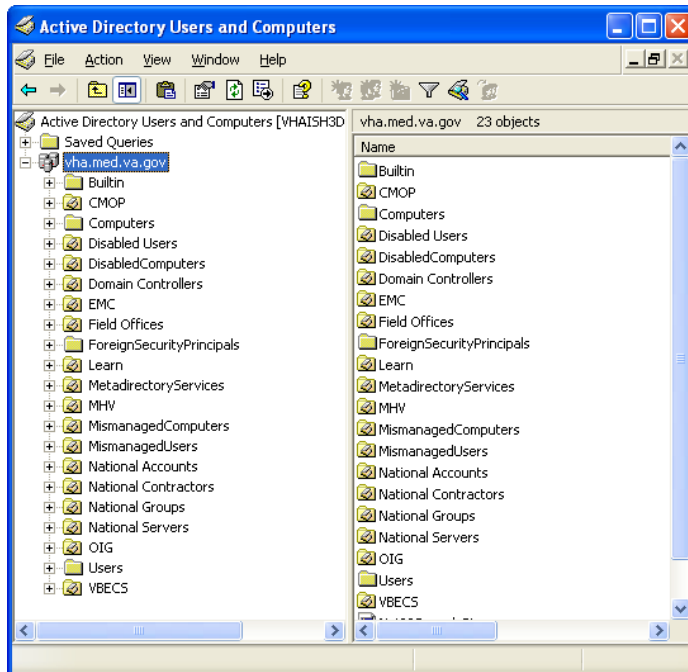 Active Directory Users and Computers
File Action View Window Help
Active Directory Users and Computers [VHAISH3D
Saved Queries
vha.med.va.gov
Builtin
CMOP
Computers
Disabled Users
DisabledComputers
Domain Controllers
EMC
Field Offices
ForeignSecurityPrincipals
Learn
MetadirectoryServices
MHV
MismanagedComputers
MismanagedUsers
National Accounts
National Contractors
National Groups
National Servers
OIG
Users
VBECS
vha.med.va.gov 23 objects
Name
Builtin
CMOP
Computers
Disabled Users
DisabledComputers
Domain Controllers
EMC
Field Offices
ForeignSecurityPrincipals
Learn
MetadirectoryServices
MHV
MismanagedComputers
MismanagedUsers
National Accounts
National Contractors
National Groups
National Servers
OIG
Users
VBECS